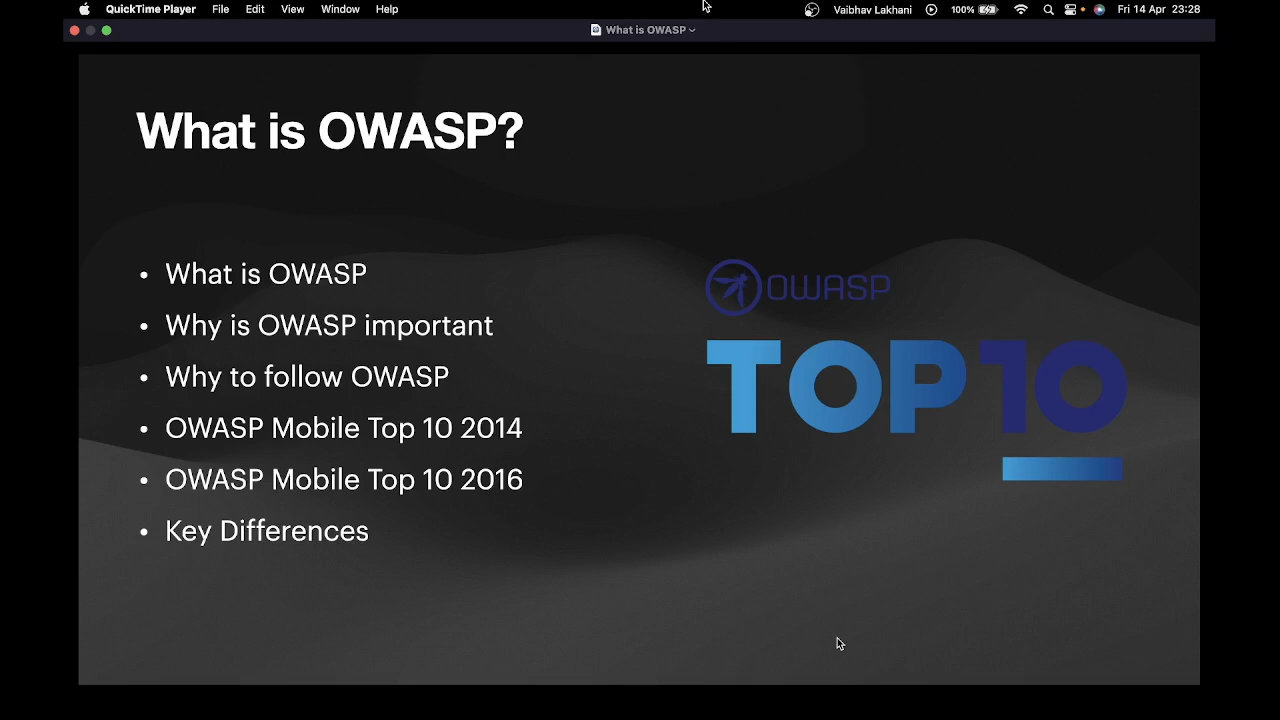 QuickTime Player File Edit View Window Help Vaibhav Lakhani 100% Fri 14 Apr 23:28
What is OWASP
What is OWASP?
• What is OWASP
• Why is OWASP important
• Why to follow OWASP
• OWASP Mobile Top 10 2014
• OWASP Mobile Top 10 2016
• Key Differences
OWASP
TOP10